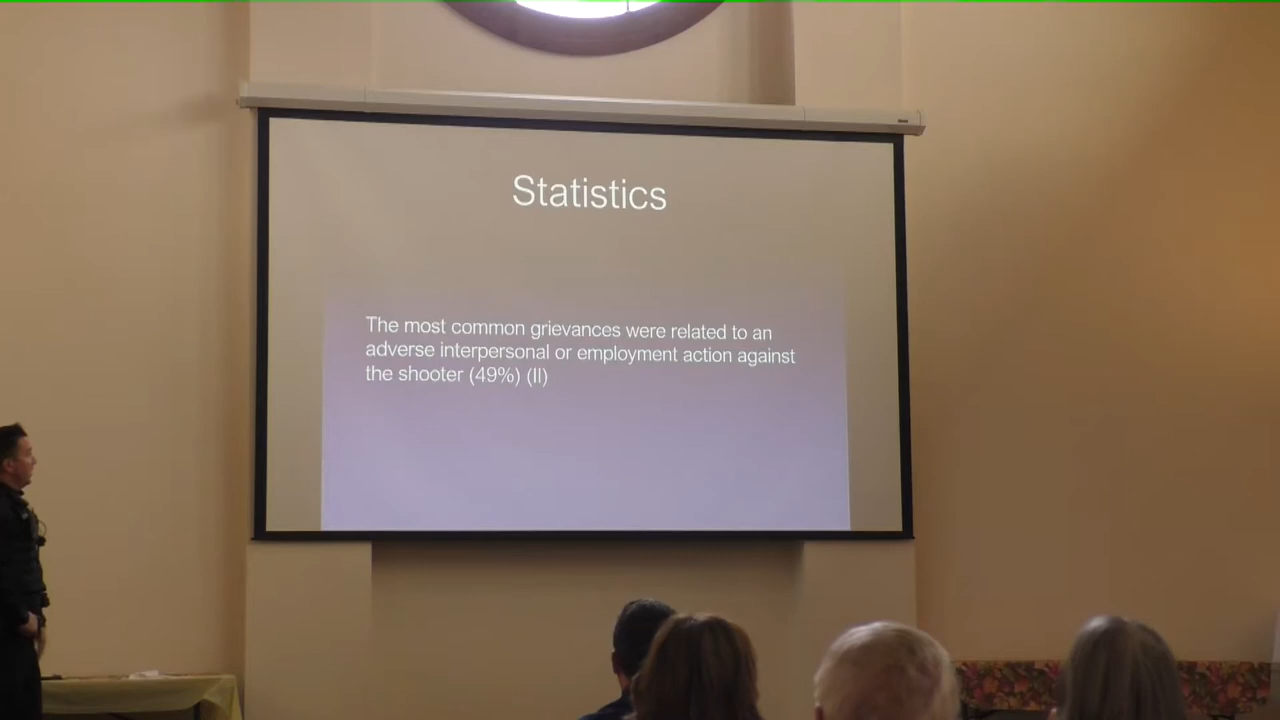 Statistics
The most common grievances were related to an
adverse interpersonal or employment action against
the shooter (49%) (II)